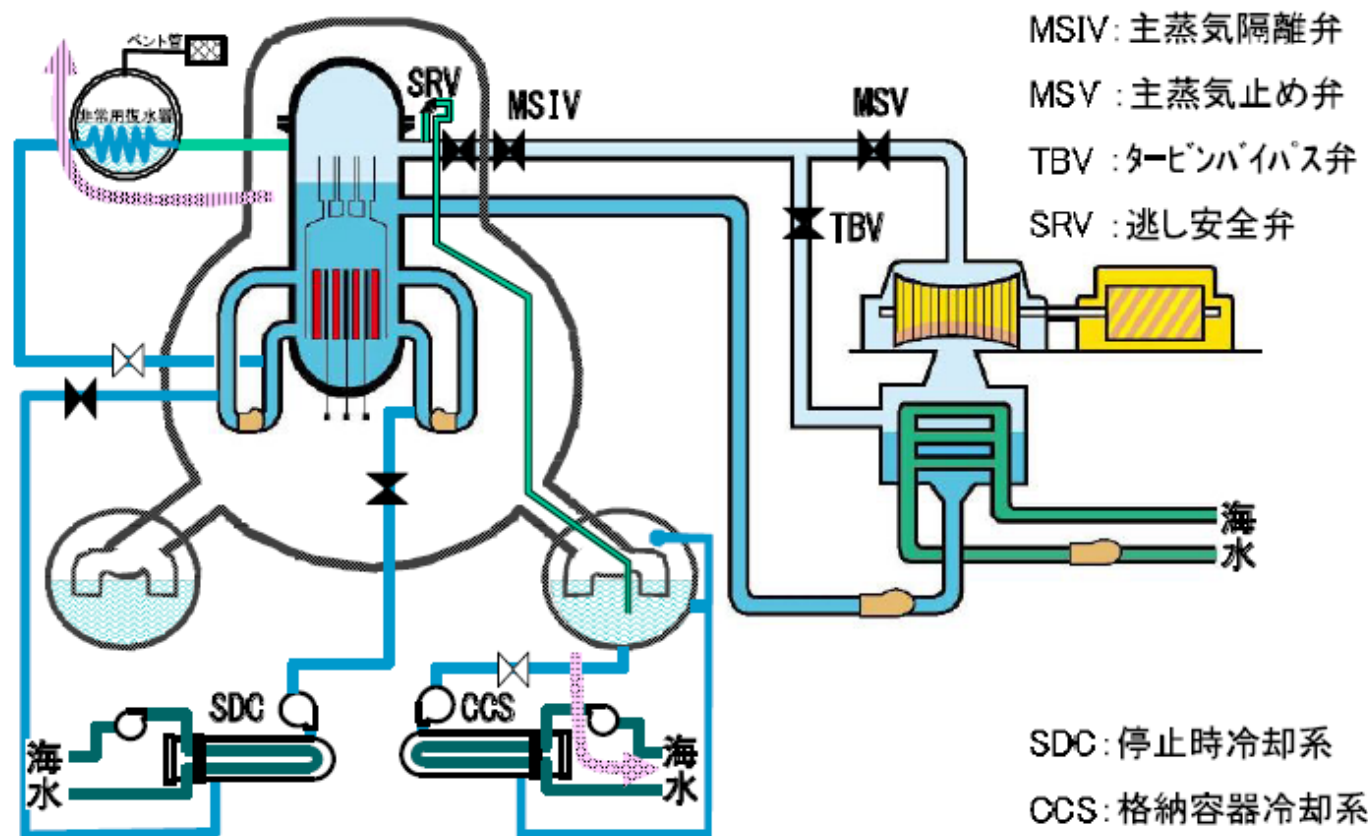 MSIV:主蒸気隔離弁
MSV:主蒸気止め弁
TBV:タービンバイパス弁
SRV:逃し安全弁
ベント管
非常用復水器
SRV
MSIV
MSV
TBV
海水
SDC
CCS
海水
海水
SDC:停止時冷却系
CCS:格納容器冷却系